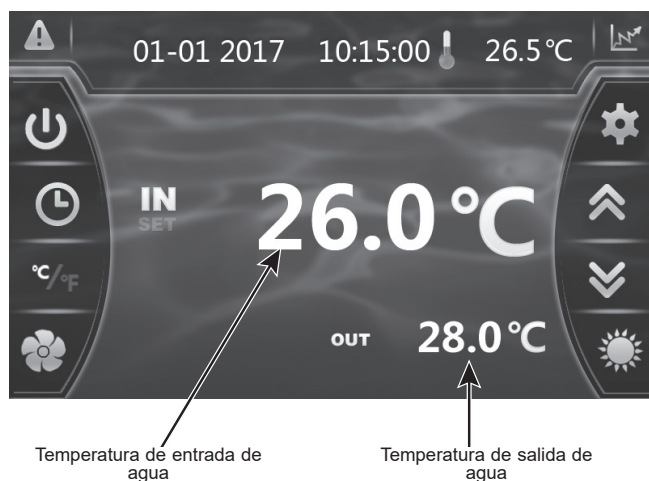 01-01 2017 10:15:00 26.5°C
IN
SET
26.0°C
°C/°F
OUT 28.0°C
Temperatura de entrada de
agua
Temperatura de salida de
agua